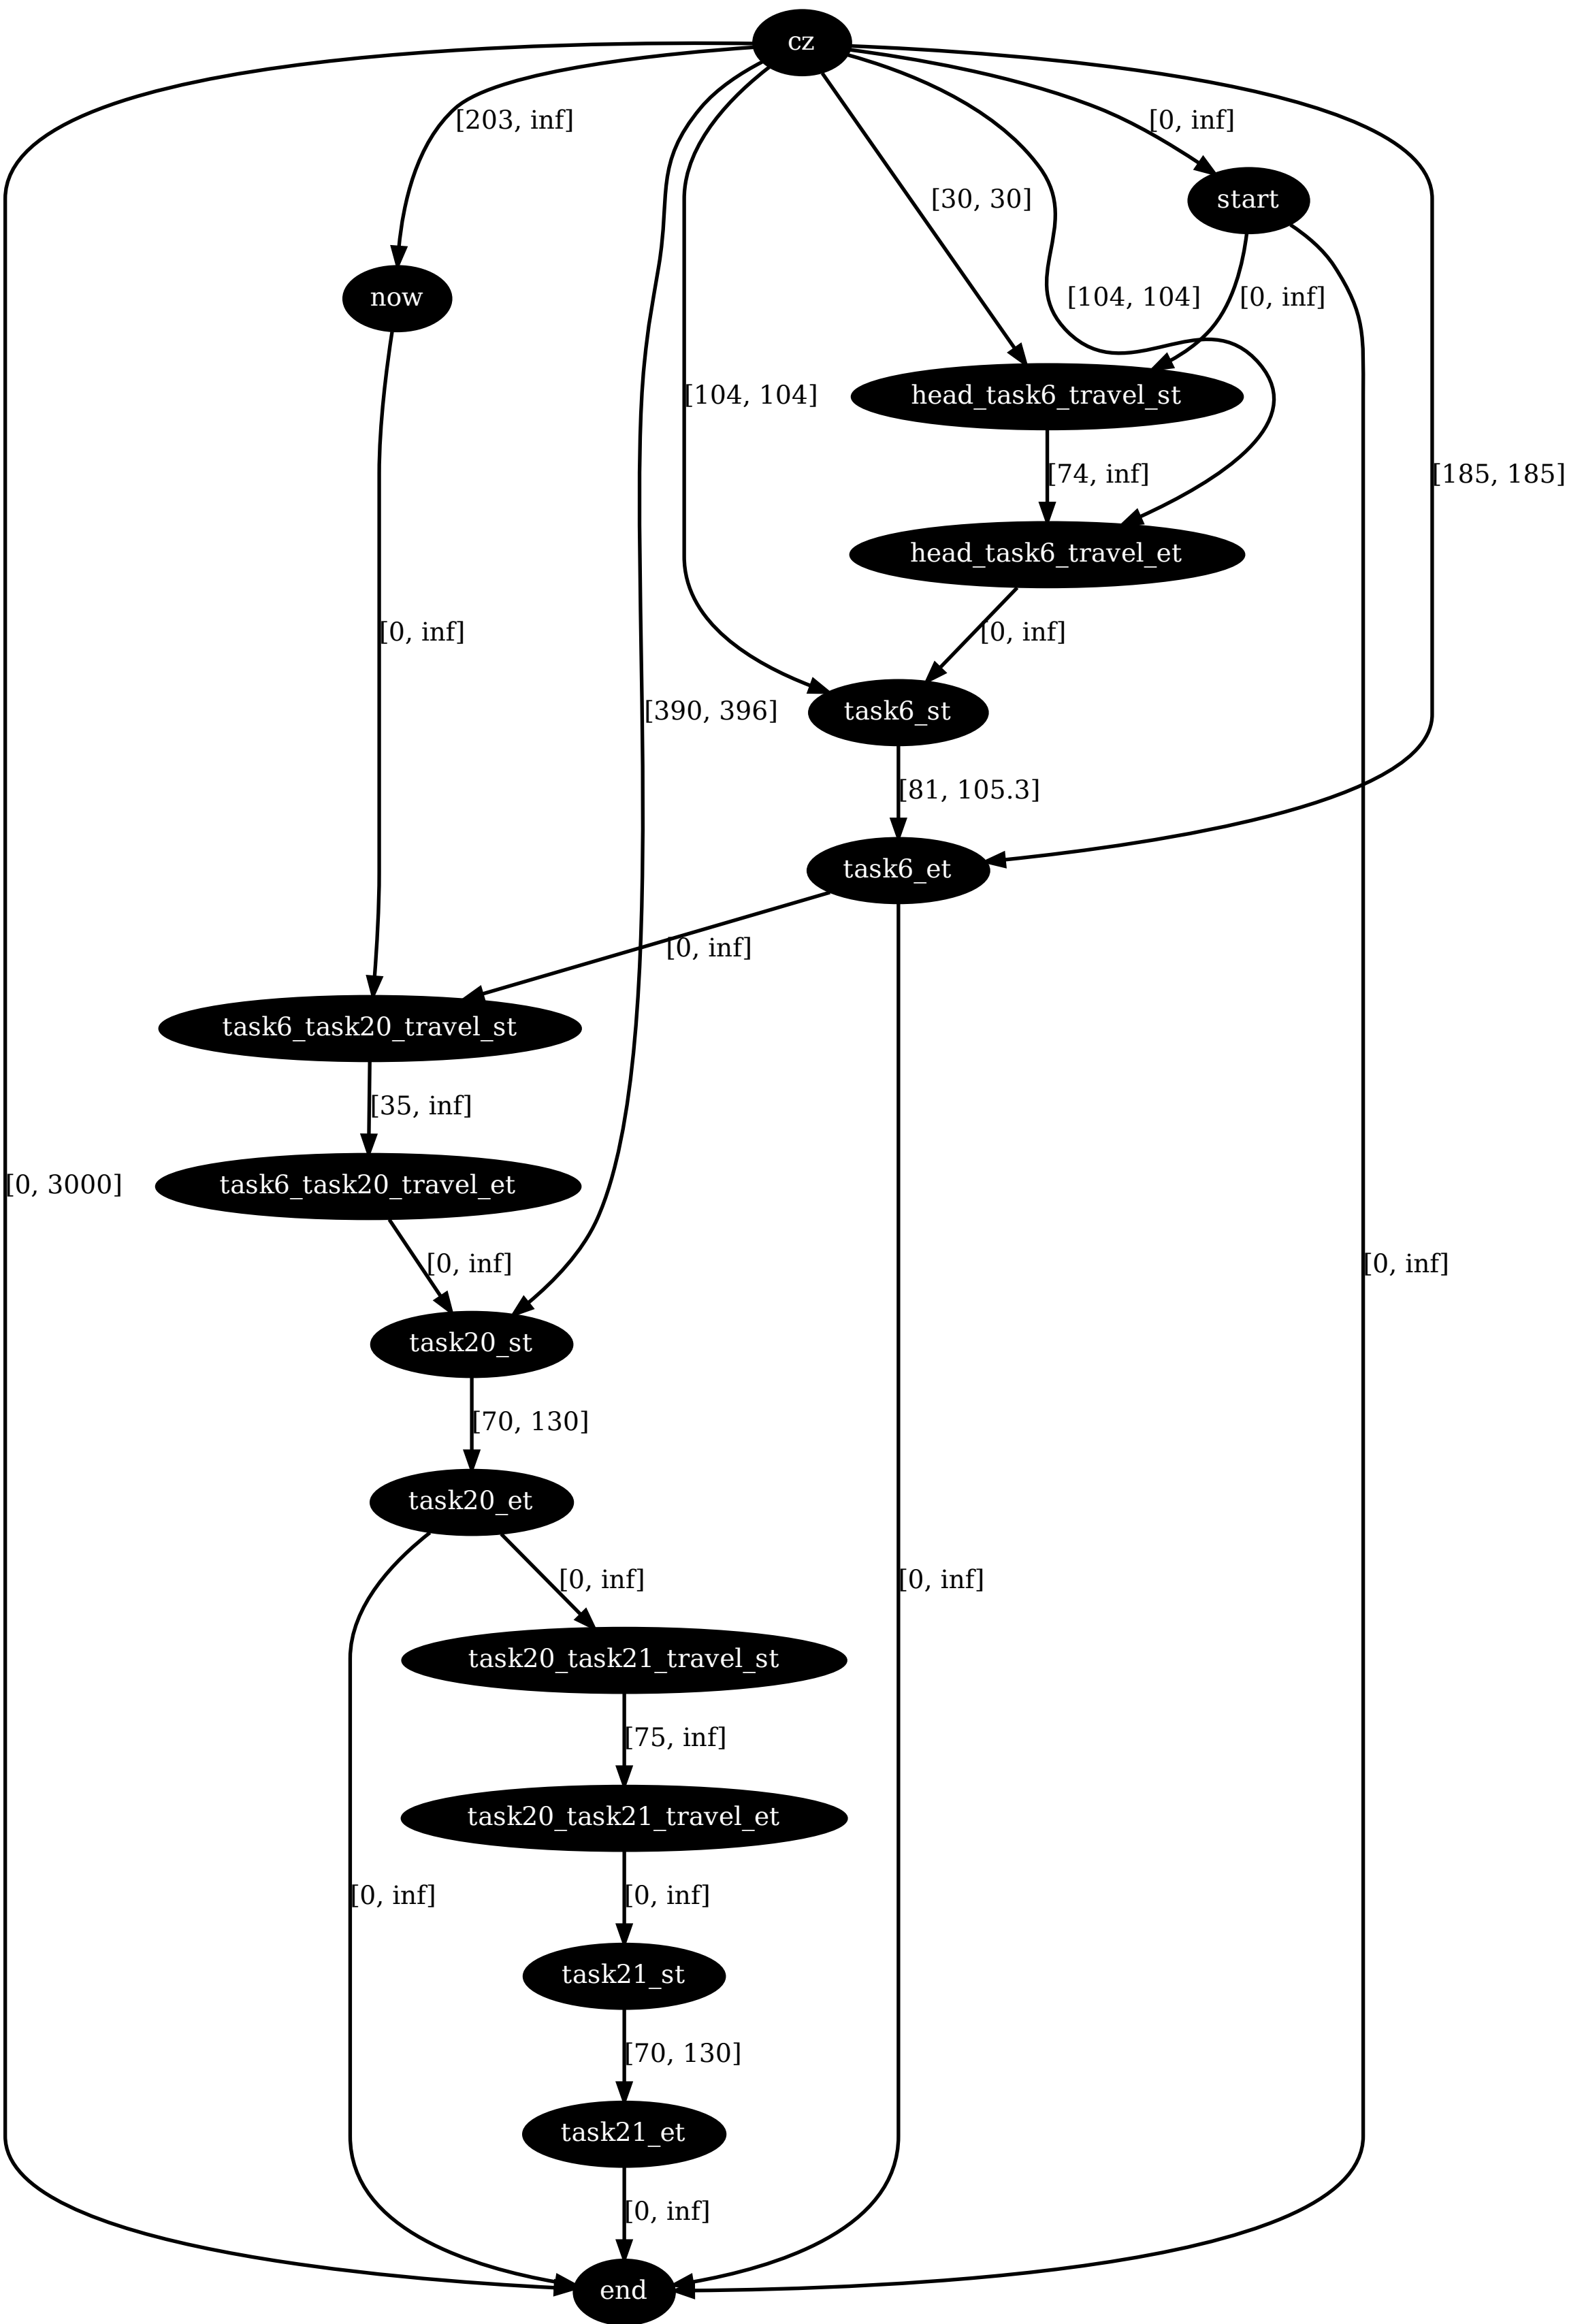 cz
[203, inf]
[0, inf]
[30, 30]
start
now
[104, 104]
[0, inf]
[104, 104]
head_task6_travel_st
[74, inf]
[185, 185]
head_task6_travel_et
[0, inf]
[0, inf]
[390, 396]
task6_st
[81, 105.3]
task6_et
[0, inf]
task6_task20_travel_st
[35, inf]
[0, 3000]
task6_task20_travel_et
[0, inf]
[0, inf]
task20_st
[70, 130]
task20_et
[0, inf]
[0, inf]
task20_task21_travel_st
[75, inf]
task20_task21_travel_et
[0, inf]
[0, inf]
task21_st
[70, 130]
task21_et
[0, inf]
end